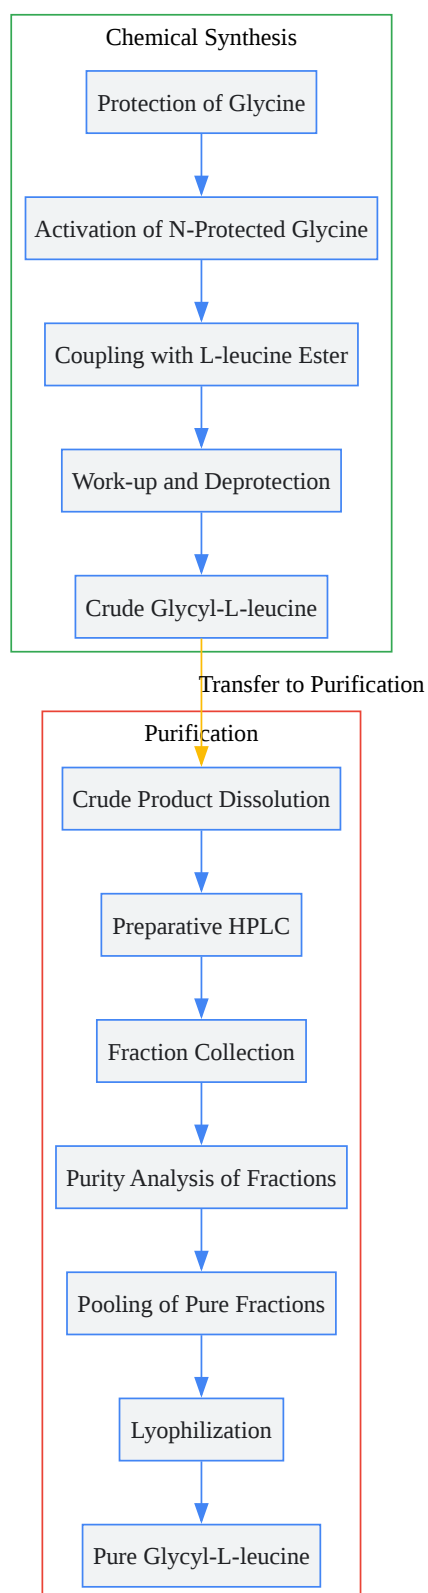 Chemical Synthesis
Protection of Glycine
Activation of N-Protected Glycine
Coupling with L-leucine Ester
Work-up and Deprotection
Crude Glycyl-L-leucine
Transfer to Purification
Purification
Crude Product Dissolution
Preparative HPLC
Fraction Collection
Purity Analysis of Fractions
Pooling of Pure Fractions
Lyophilization
Pure Glycyl-L-leucine